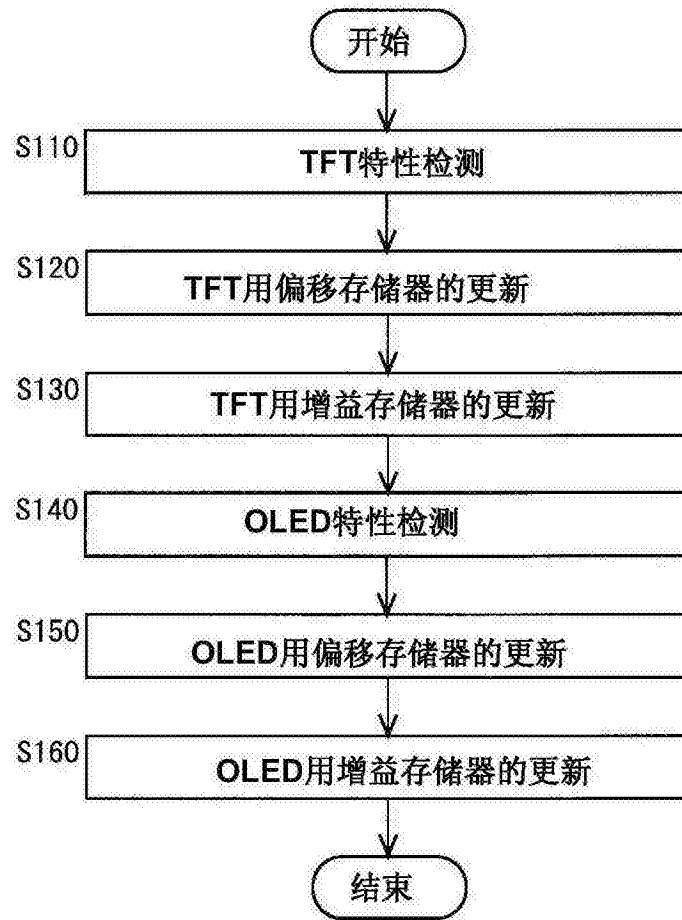 开始
S110
TFT特性检测
S120
TFT用偏移存储器的更新
S130
TFT用增益存储器的更新
S140
OLED特性检测
S150
OLED用偏移存储器的更新
S160
OLED用增益存储器的更新
结束